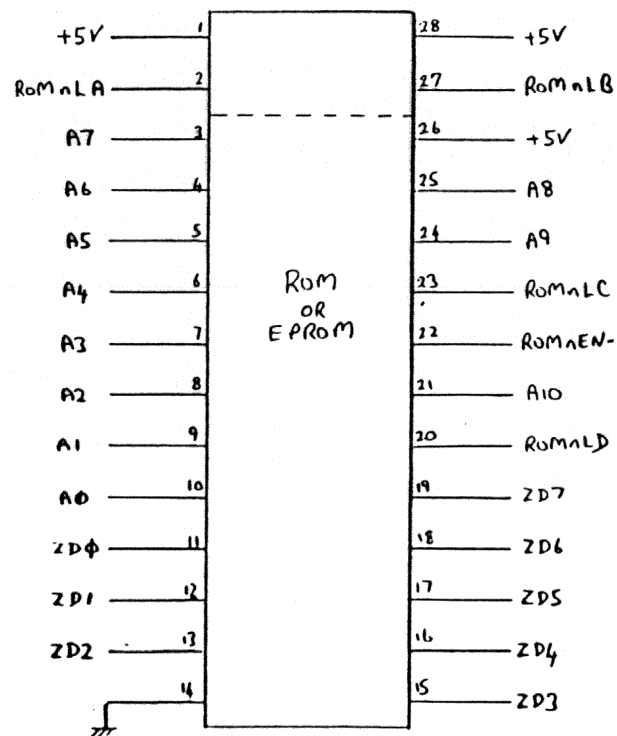 +5V 1 28 +5V
ROMnLA 2 27 ROMnLB
A7 3 26 +5V
A6 4 25 A8
A5 5 24 A9
A4 6 23 ROMnLC
A3 7 22 ROMnEN-
A2 8 21 A10
A1 9 20 ROMnLD
AΦ 10 19 ZD7
ZDΦ 11 18 ZD6
ZD1 12 17 ZD5
ZD2 13 16 ZD4
14 15 ZD3
ROM
OR
EPROM